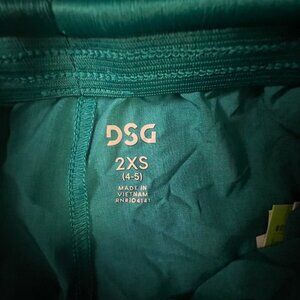 DSG
2XS
(4-5)
MADE IN
VIETNAM